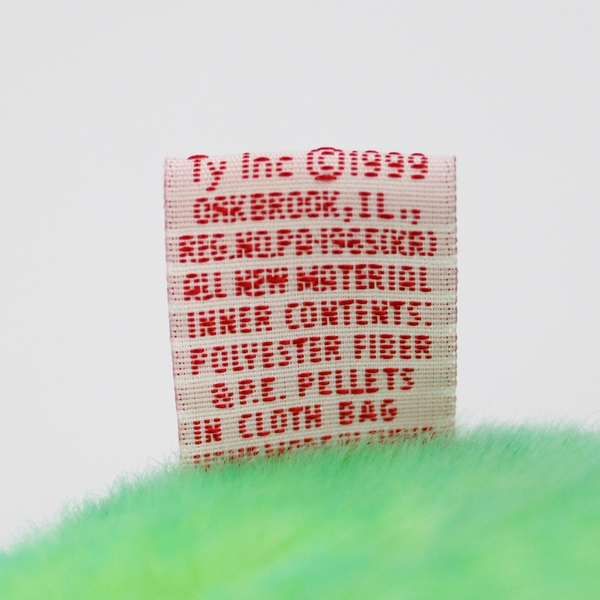 Ty Inc ©1999
OAKBROOK, IL.,
REG.NO.PA-1965(KR)
ALL NEW MATERIAL
INNER CONTENTS:
POLYESTER FIBER
& P.E. PELLETS
IN CLOTH BAG